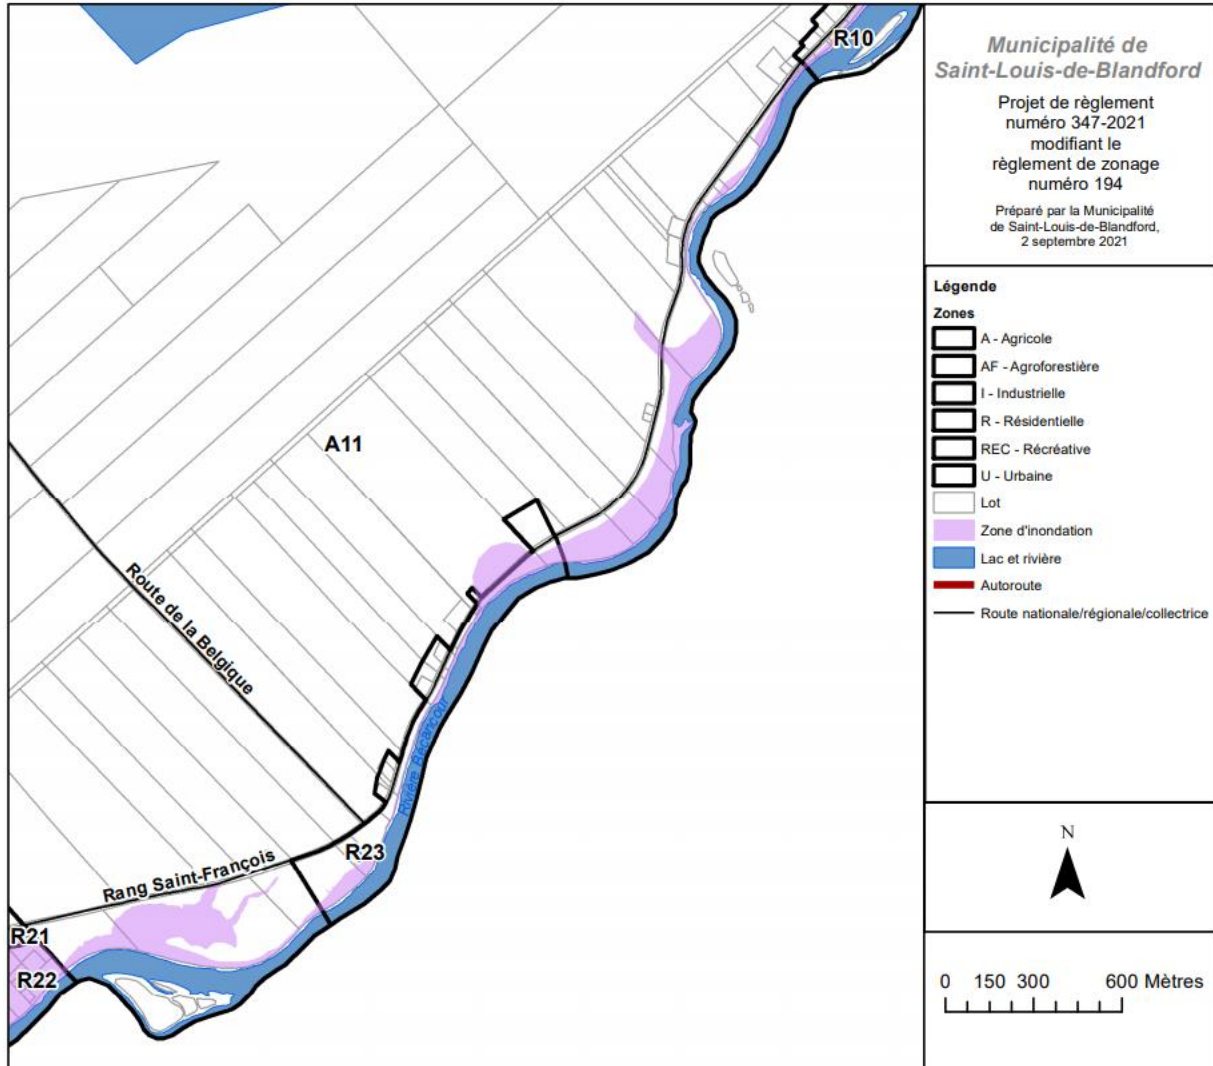 R10
A11
Route de la Belgique
Rivière Bécancour
R23
Rang Saint-François
R21
R22
Municipalité de
Saint-Louis-de-Blandford
Projet de règlement
numéro 347-2021
modifiant le
règlement de zonage
numéro 194
Préparé par la Municipalité
de Saint-Louis-de-Blandford,
2 septembre 2021
Légende
Zones
A - Agricole
AF - Agroforestière
I - Industrielle
R - Résidentielle
REC - Récréative
U - Urbaine
Lot
Zone d'inondation
Lac et rivière
Autoroute
Route nationale/régionale/collectrice
N
0 150 300 600 Mètres